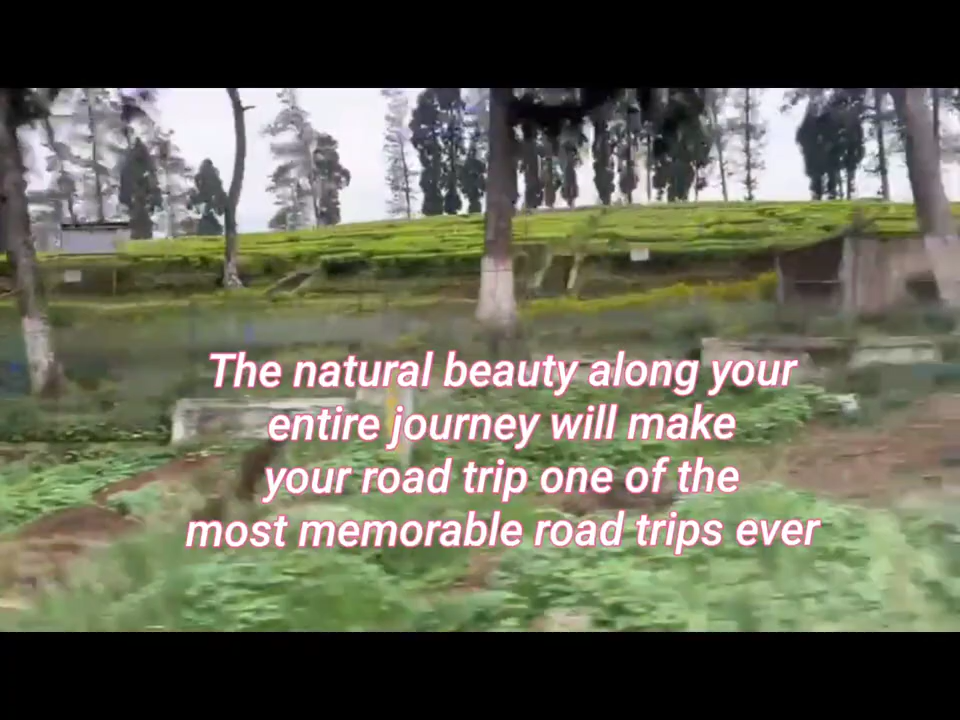 The natural beauty along your
entire journey will make
your road trip one of the
most memorable road trips ever